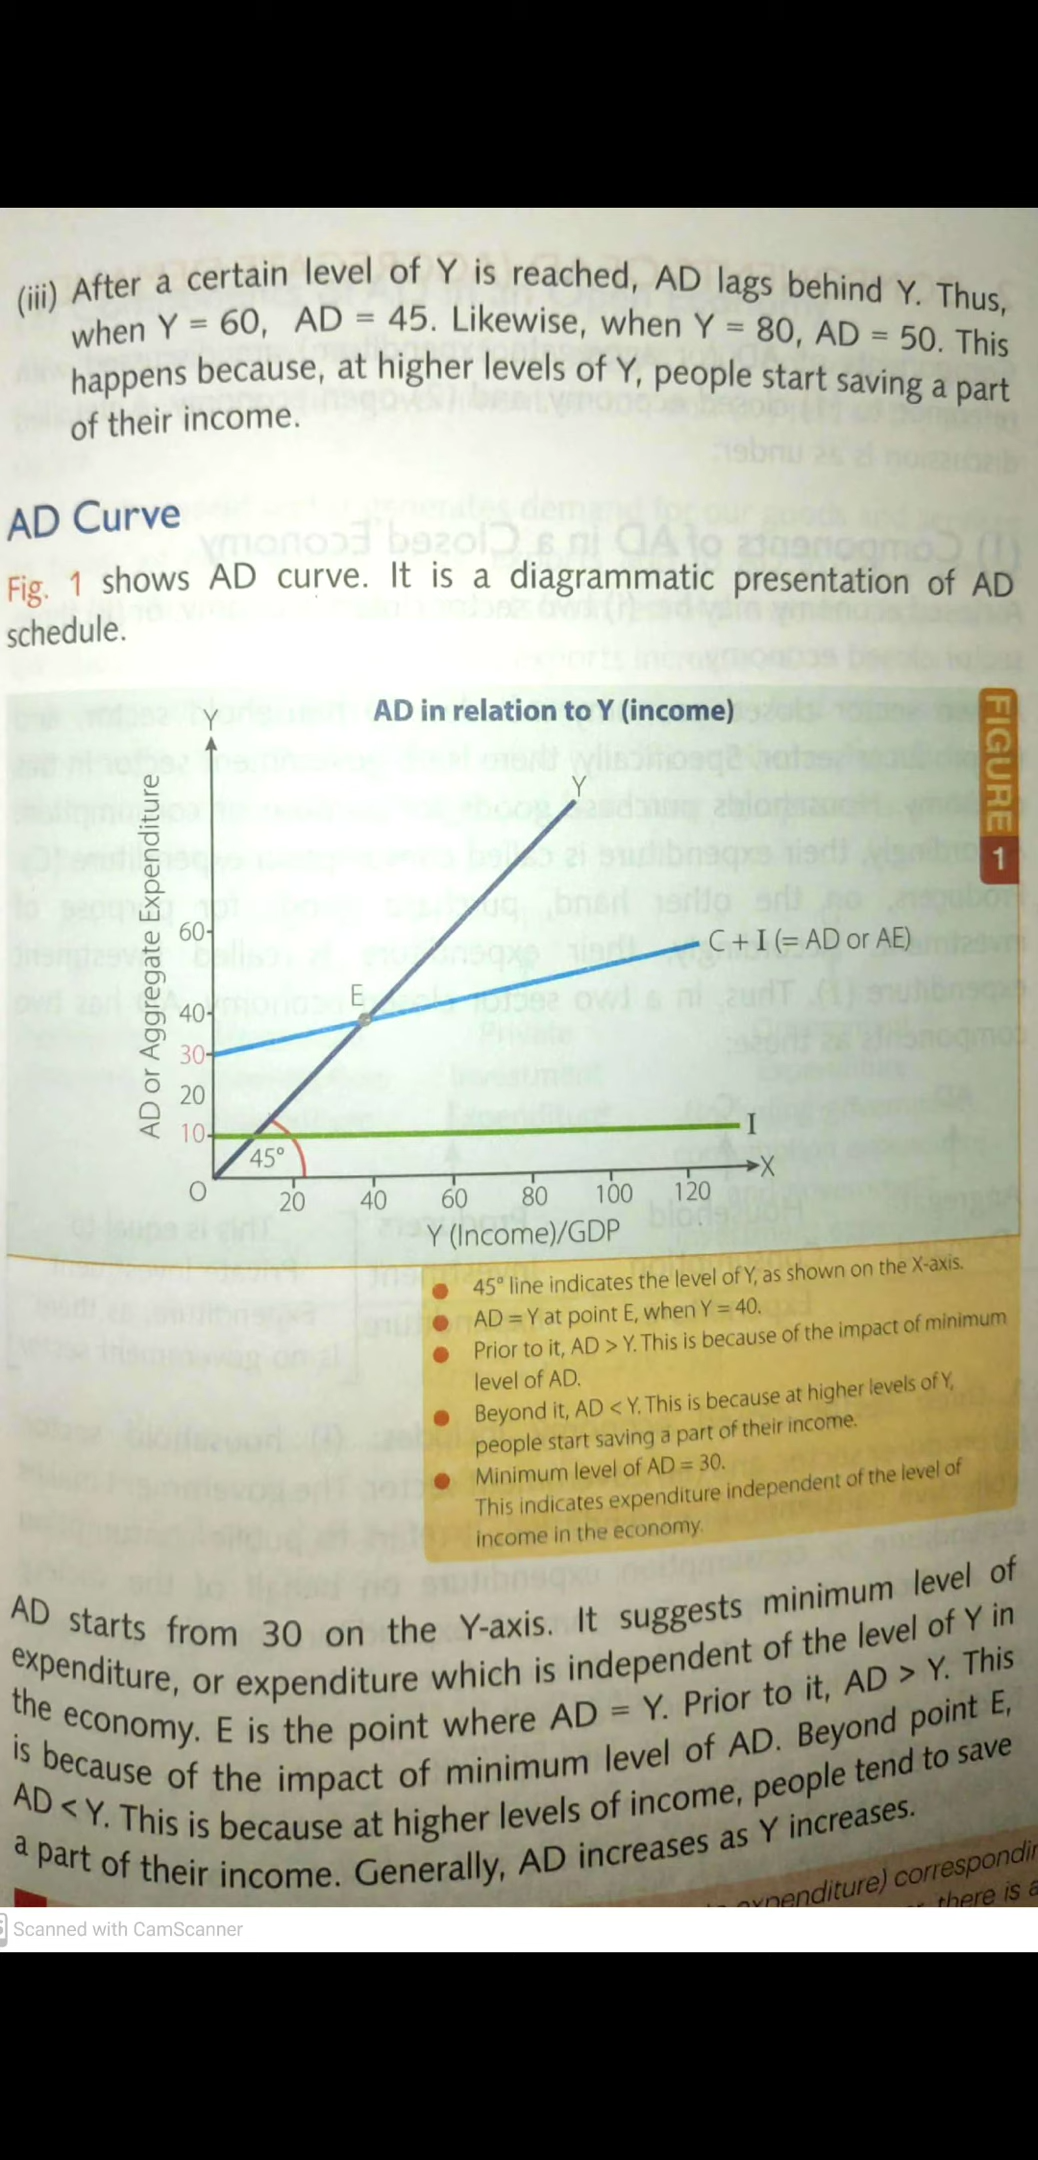 (iii) After a certain level of Y is reached, AD lags behind Y. Thus,
when Y = 60, AD = 45. Likewise, when Y = 80, AD = 50. This
happens because, at higher levels of Y, people start saving a part
of their income.
AD Curve
Fig. 1 shows AD curve. It is a diagrammatic presentation of AD
schedule.
AD in relation to Y (income)
FIGURE 1
Y
AD or Aggregate Expenditure
Y
60
C + I (= AD or AE)
E
40
30
20
10
I
45°
X
O
20 40 60 80 100 120
Y (Income)/GDP
• 45° line indicates the level of Y, as shown on the X-axis.
• AD = Y at point E, when Y = 40.
• Prior to it, AD > Y. This is because of the impact of minimum
level of AD.
• Beyond it, AD < Y. This is because at higher levels of Y,
people start saving a part of their income.
• Minimum level of AD = 30.
This indicates expenditure independent of the level of
income in the economy.
AD starts from 30 on the Y-axis. It suggests minimum level of
expenditure, or expenditure which is independent of the level of Y in
the economy. E is the point where AD = Y. Prior to it, AD > Y. This
is because of the impact of minimum level of AD. Beyond point E,
AD < Y. This is because at higher levels of income, people tend to save
a part of their income. Generally, AD increases as Y increases.
expenditure)
there is
Scanned with CamScanner